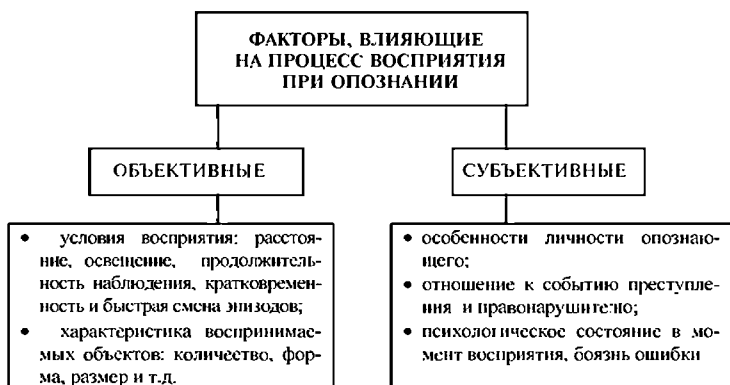 ФАКТОРЫ, ВЛИЯЮЩИЕ
НА ПРОЦЕСС ВОСПРИЯТИЯ
ПРИ ОПОЗНАНИИ
ОБЪЕКТИВНЫЕ
СУБЪЕКТИВНЫЕ
• условия восприятия: расстоя-
ние, освещение, продолжитель-
ность наблюдения, кратковремен-
ность и быстрая смена эпизодов;
• характеристика воспринимае-
мых объектов: количество, фор-
ма, размер и т.д.
• особенности личности опознаю-
щего;
• отношение к событию преступле-
ния и правонарушителю;
• психологическое состояние в мо-
мент восприятия, боязнь ошибки